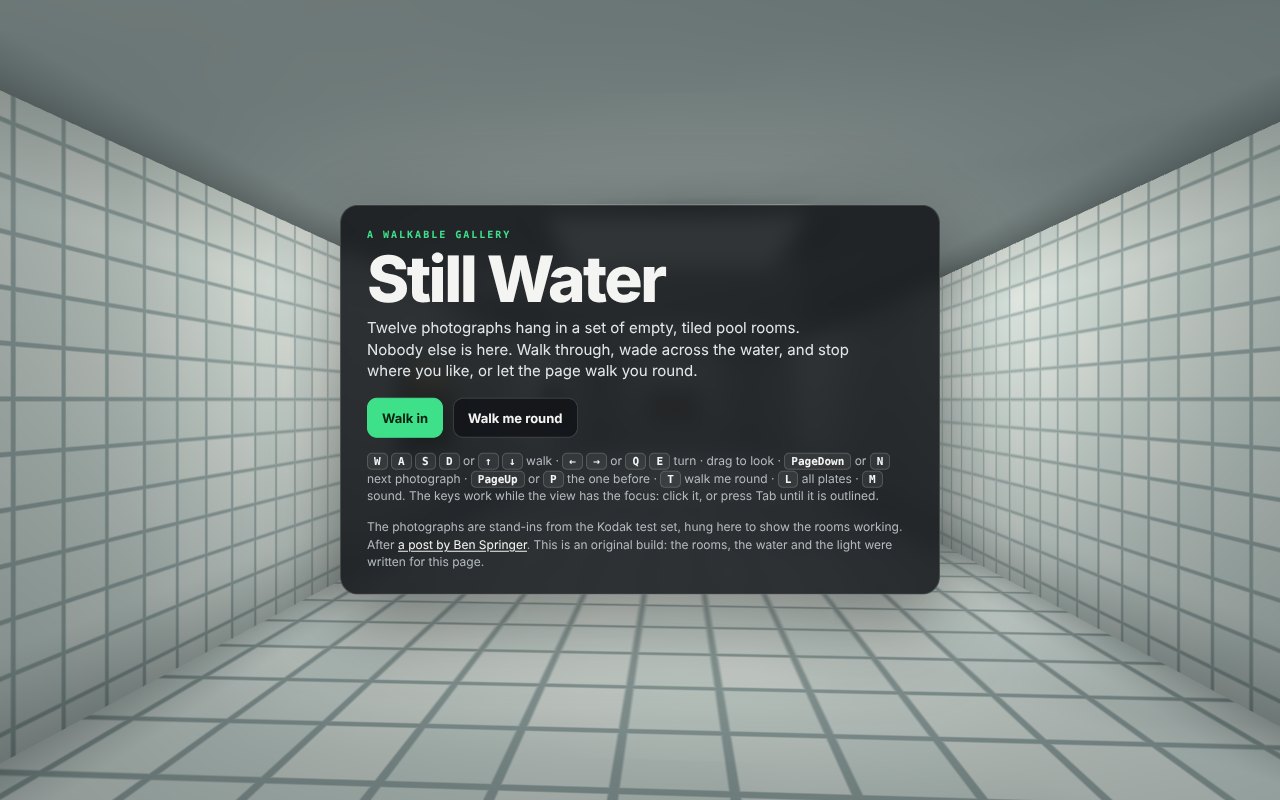 A WALKABLE GALLERY
Still Water
Twelve photographs hang in a set of empty, tiled pool rooms.
Nobody else is here. Walk through, wade across the water, and stop
where you like, or let the page walk you round.
Walk in Walk me round
W A S D or ↑ ↓ walk · ← → or Q E turn · drag to look · PageDown or N
next photograph · PageUp or P the one before · T walk me round · L all plates · M
sound. The keys work while the view has the focus: click it, or press Tab until it is outlined.
The photographs are stand-ins from the Kodak test set, hung here to show the rooms working.
After a post by Ben Springer. This is an original build: the rooms, the water and the light were
written for this page.